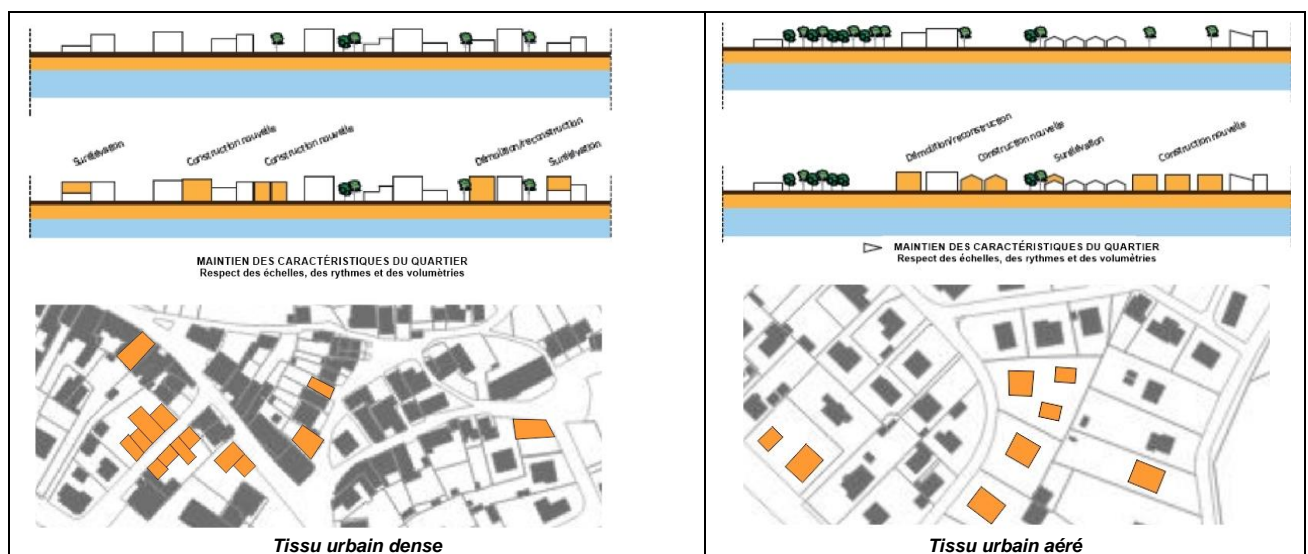 Surélévation
Construction nouvelle
Construction nouvelle
Démolition/reconstruction
Surélévation
MAINTIEN DES CARACTÉRISTIQUES DU QUARTIER
Respect des échelles, des rythmes et des volumètries
Tissu urbain dense
Démolition/reconstruction
Construction nouvelle
Surélévation
Construction nouvelle
MAINTIEN DES CARACTÉRISTIQUES DU QUARTIER
Respect des échelles, des rythmes et des volumètries
Tissu urbain aéré